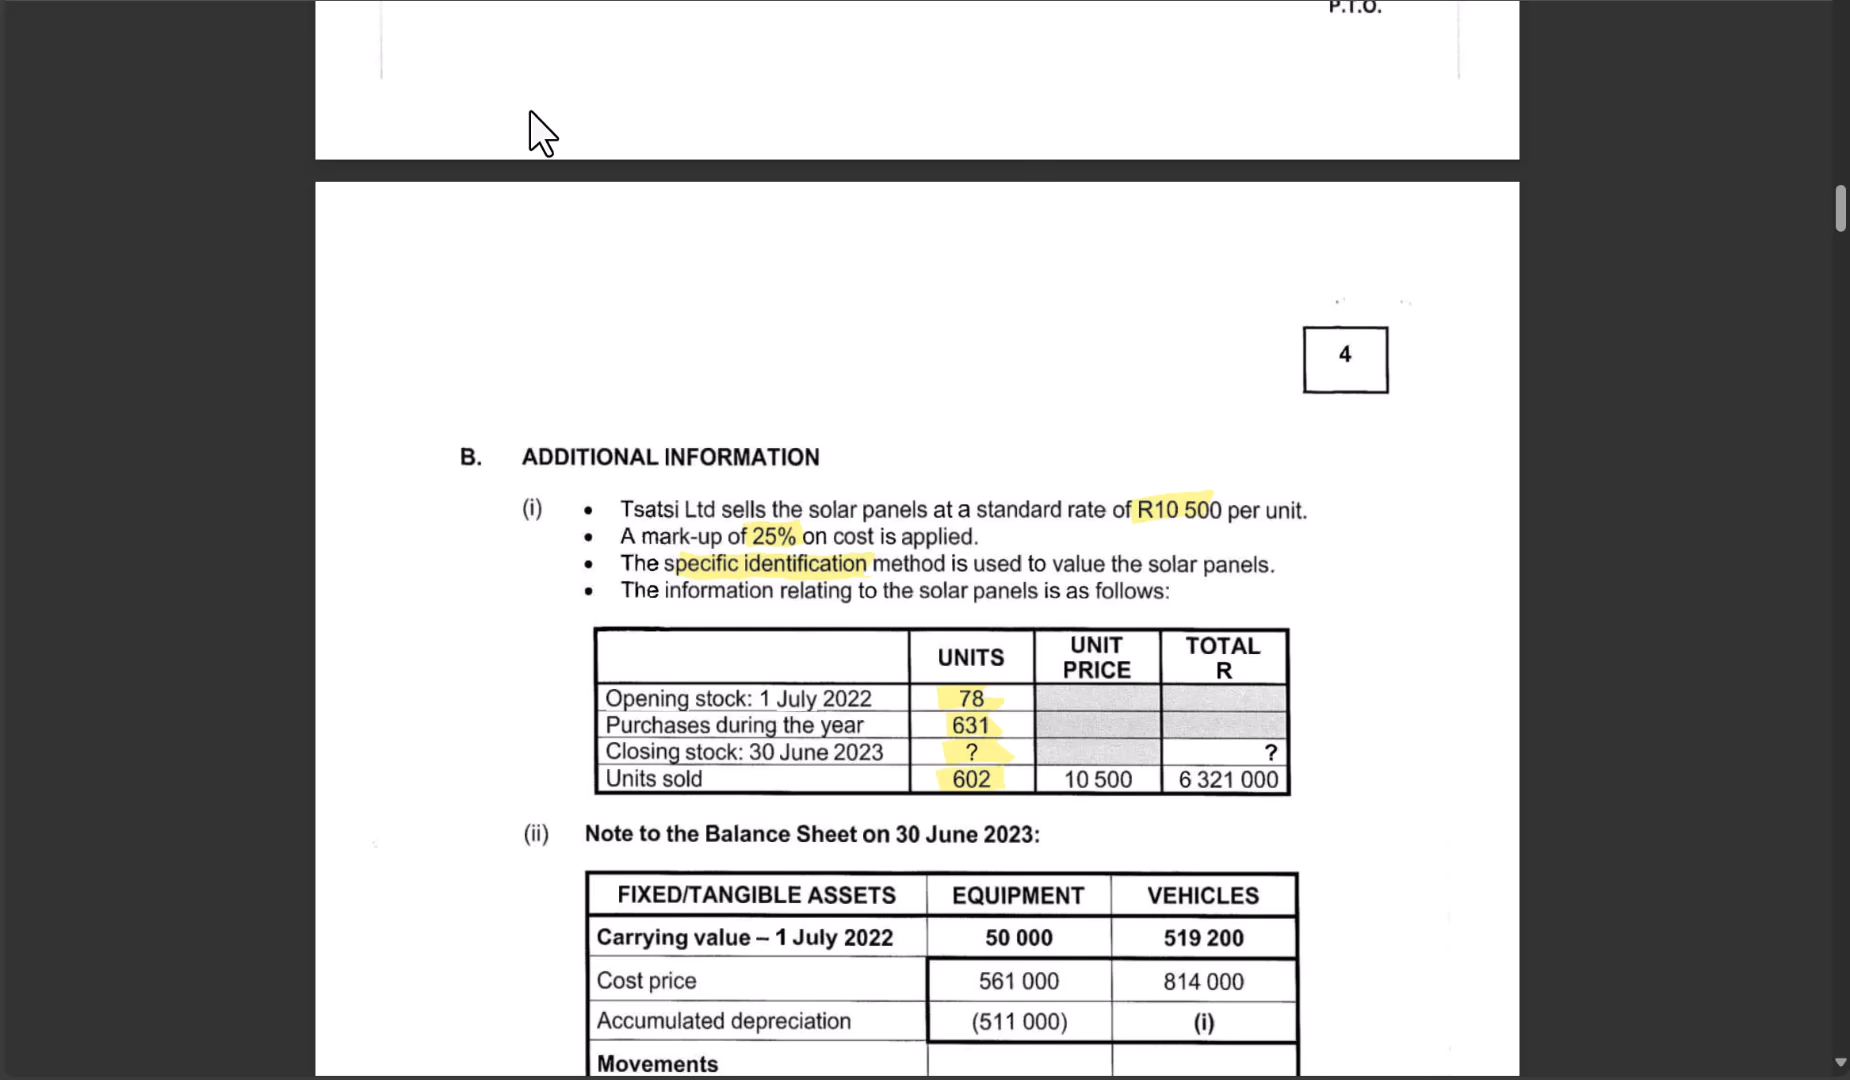 P.T.O.
4
B. ADDITIONAL INFORMATION
(i) • Tsatsi Ltd sells the solar panels at a standard rate of R10 500 per unit.
• A mark-up of 25% on cost is applied.
• The specific identification method is used to value the solar panels.
• The information relating to the solar panels is as follows:
UNITS UNIT PRICE TOTAL R
Opening stock: 1 July 2022 78
Purchases during the year 631
Closing stock: 30 June 2023 ? ?
Units sold 602 10 500 6 321 000
(ii) Note to the Balance Sheet on 30 June 2023:
FIXED/TANGIBLE ASSETS EQUIPMENT VEHICLES
Carrying value – 1 July 2022 50 000 519 200
Cost price 561 000 814 000
Accumulated depreciation (511 000) (i)
Movements